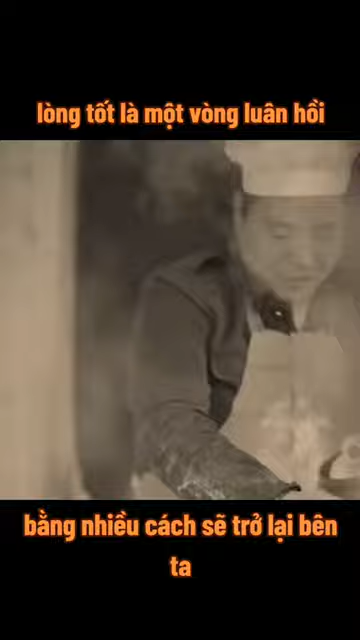 lòng tốt là một vòng luân hồi
bằng nhiều cách sẽ trở lại bên
ta